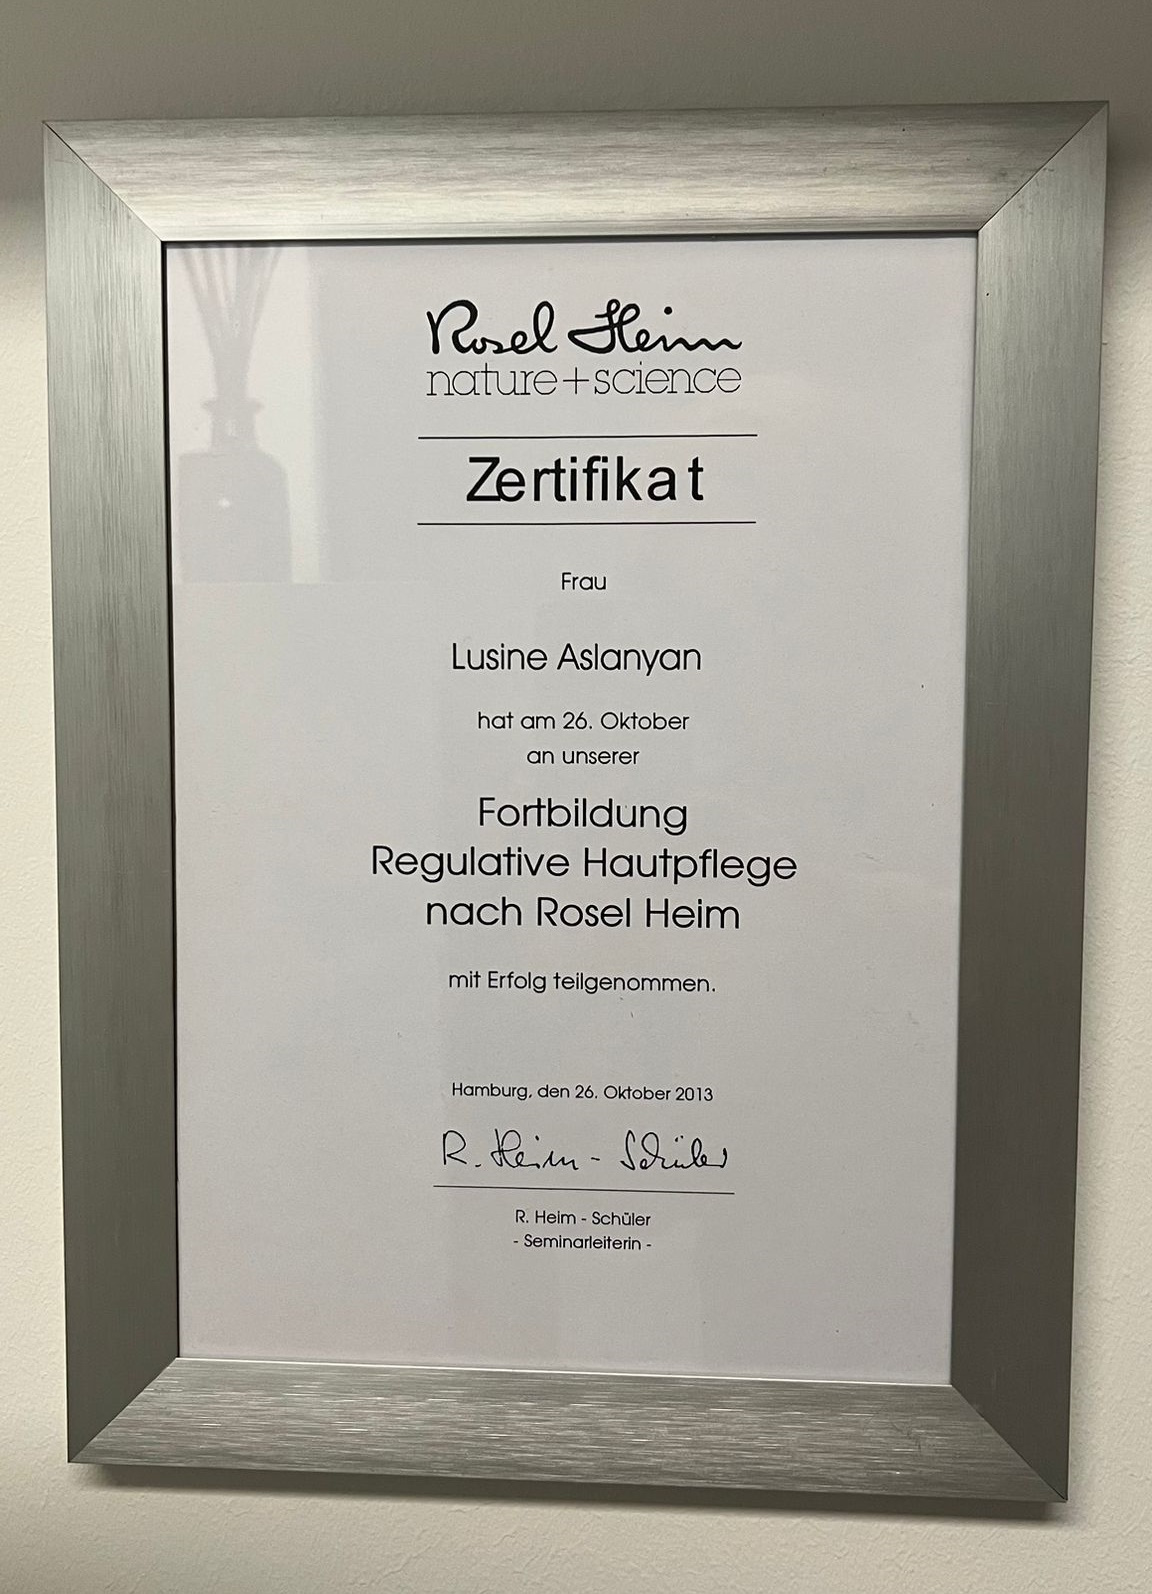 Rosel Heim
nature+science
Zertifikat
Frau
Lusine Aslanyan
hat am 26. Oktober
an unserer
Fortbildung
Regulative Hautpflege
nach Rosel Heim
mit Erfolg teilgenommen.
Hamburg, den 26. Oktober 2013
R. Heim - Schüler
R. Heim - Schüler
- Seminarleiterin -